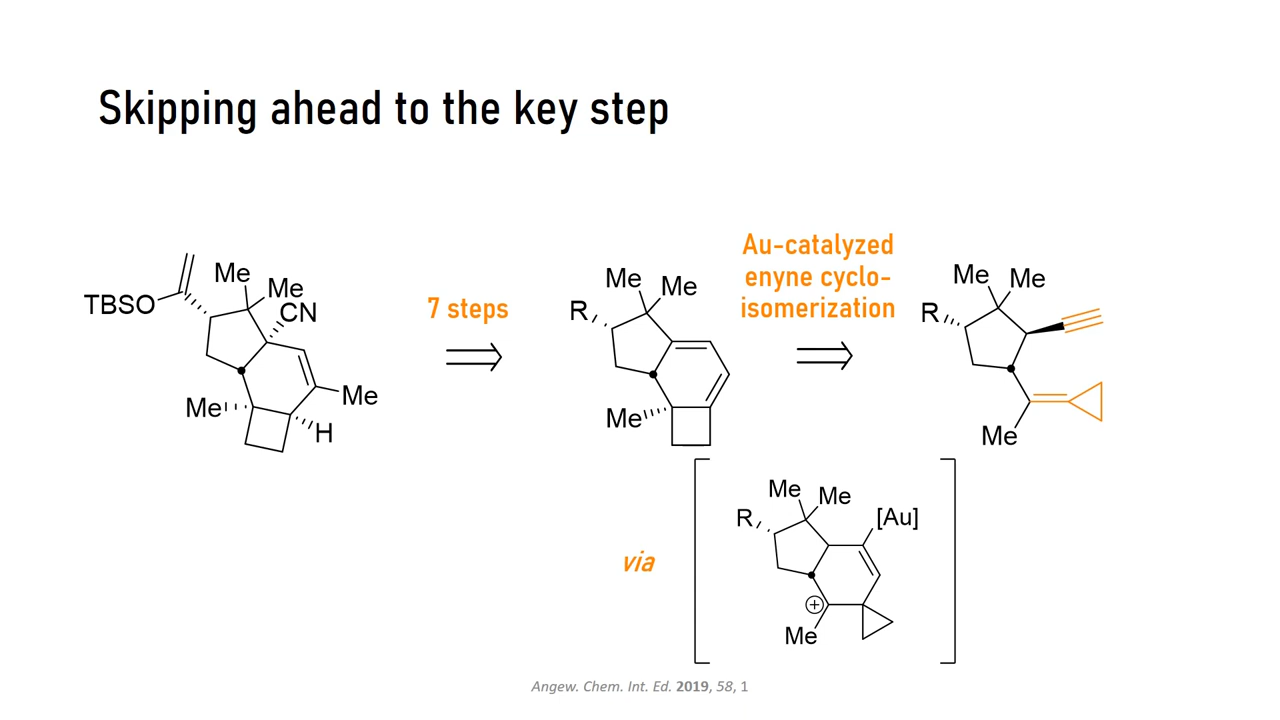 Skipping ahead to the key step
TBSO
Me
Me
CN
Me
Me
H
7 steps
Me
Me
R
Me
Au-catalyzed
enyne cyclo-
isomerization
Me
Me
R
Me
via
Me
Me
R
[Au]
+
Me
Angew. Chem. Int. Ed. 2019, 58, 1